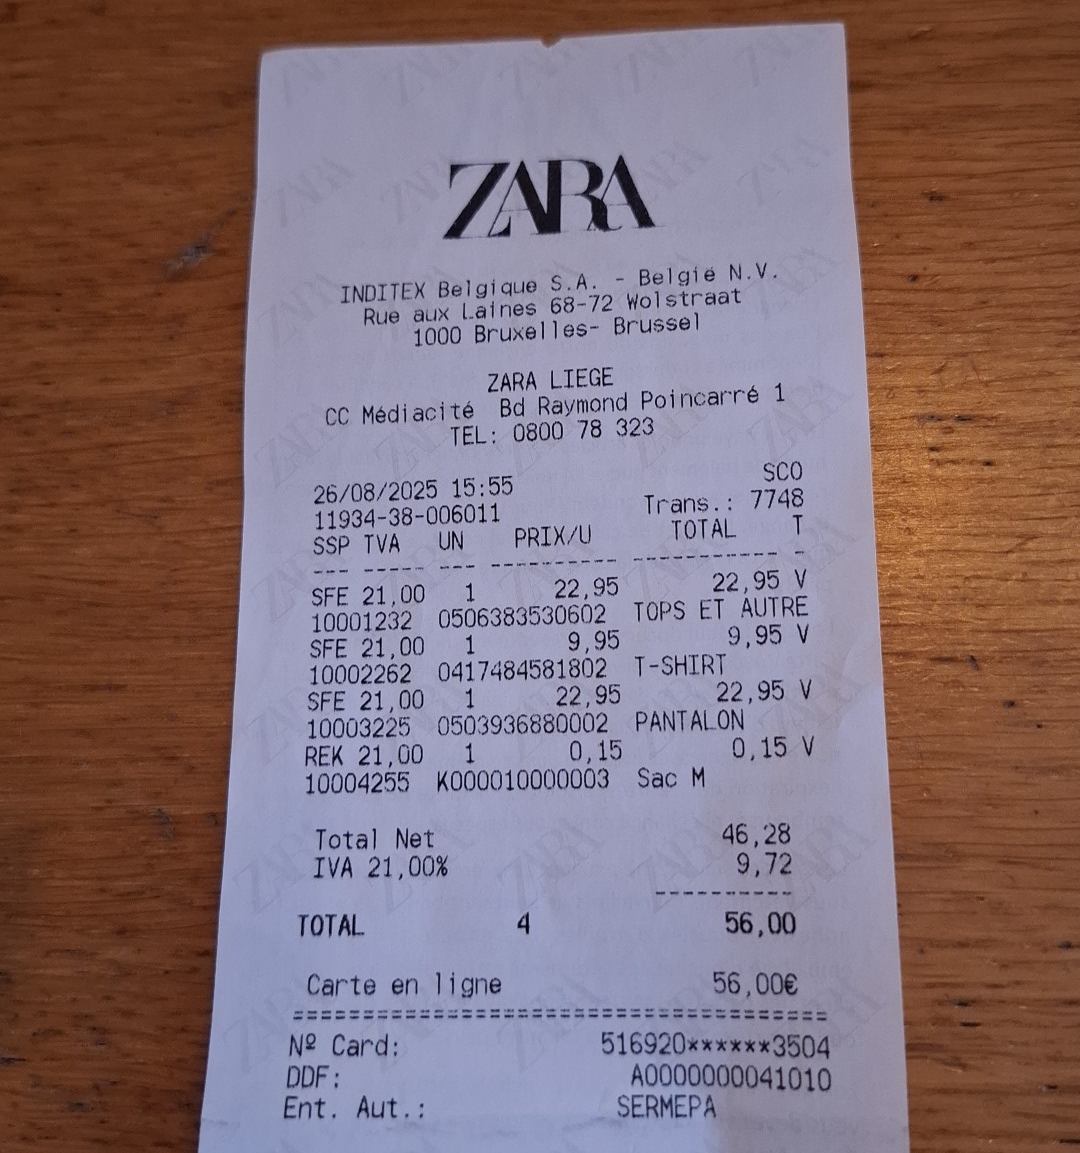 ZARA
INDITEX Belgique S.A. - België N.V.
Rue aux Laines 68-72 Wolstraat
1000 Bruxelles- Brussel
ZARA LIEGE
CC Médiacité Bd Raymond Poincarré 1
TEL: 0800 78 323
26/08/2025 15:55 SCO
11934-38-006011 Trans.: 7748
SSP TVA UN PRIX/U TOTAL T
--- ----- --- ---------- ----------- -
SFE 21,00 1 22,95 22,95 V
10001232 0506383530602 TOPS ET AUTRE
SFE 21,00 1 9,95 9,95 V
10002262 0417484581802 T-SHIRT
SFE 21,00 1 22,95 22,95 V
10003225 0503936880002 PANTALON
REK 21,00 1 0,15 0,15 V
10004255 K000010000003 Sac M
Total Net 46,28
IVA 21,00% 9,72
----------
TOTAL 4 56,00
Carte en ligne 56,00€
=======================================
Nº Card: 516920******3504
DDF: A0000000041010
Ent. Aut.: SERMEPA